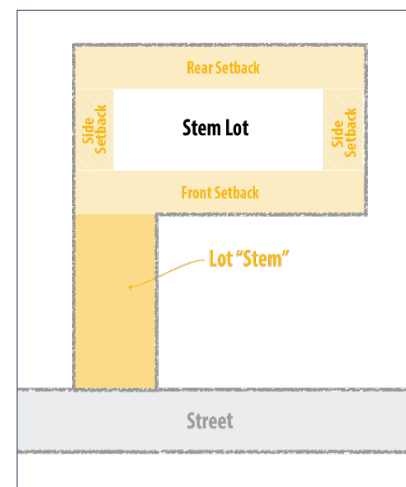 Rear Setback
Side
Setback
Stem Lot
Side
Setback
Front Setback
Lot “Stem”
Street